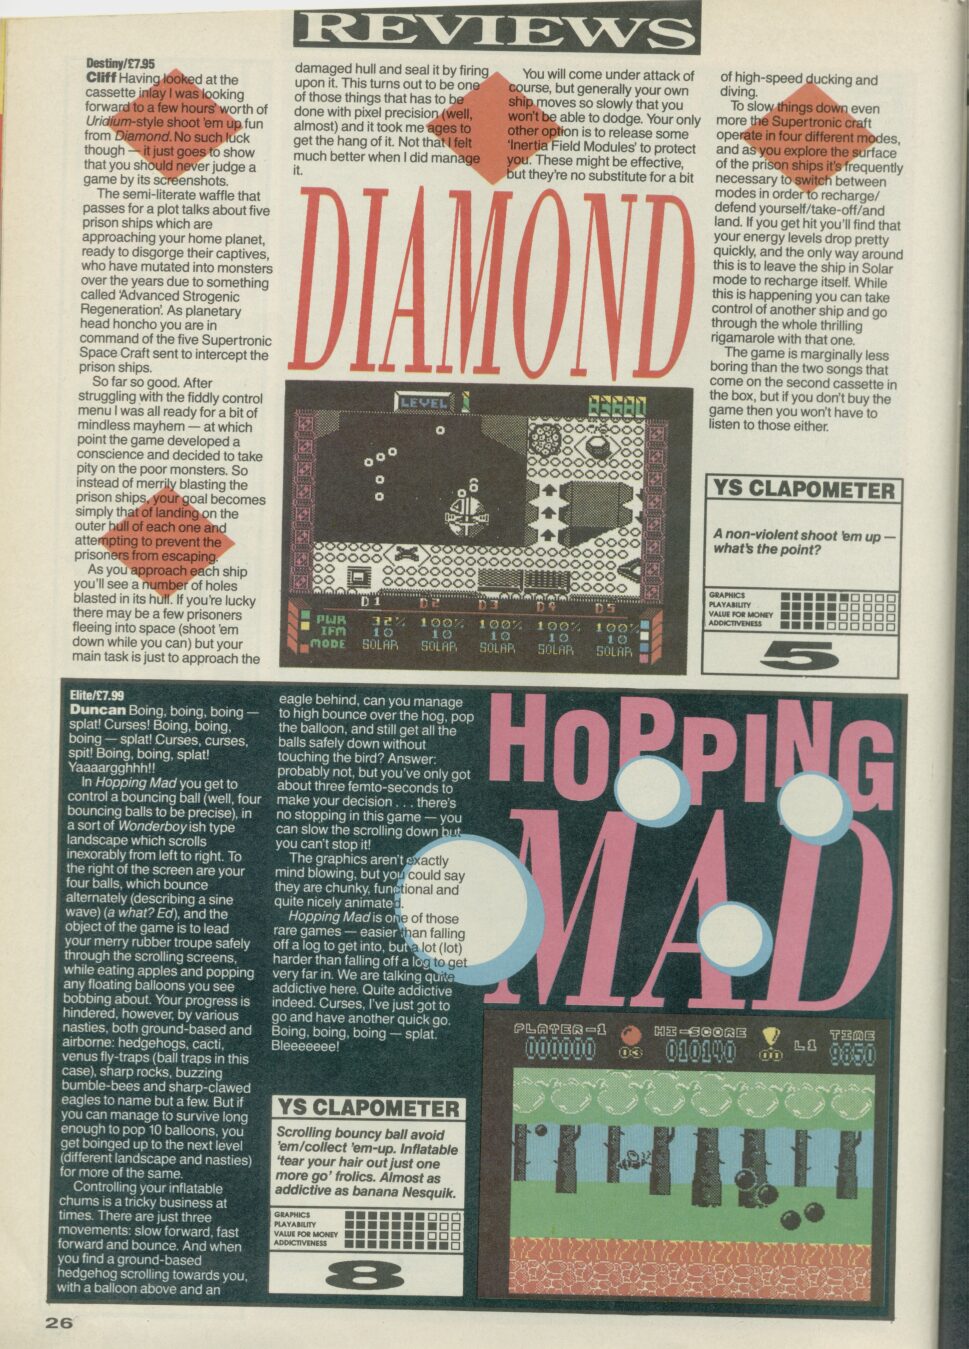 REVIEWS
Destiny/£7.95
Cliff Having looked at the
cassette inlay I was looking
forward to a few hours' worth of
Uridium-style shoot 'em up fun
from Diamond. No such luck
though — it just goes to show
that you should never judge a
game by its screenshots.
The semi-literate waffle that
passes for a plot talks about five
prison ships which are
approaching your home planet,
ready to disgorge their captives,
who have mutated into monsters
over the years due to something
called 'Advanced Strogenic
Regeneration'. As planetary
head honcho you are in
command of the five Supertronic
Space Craft sent to intercept the
prison ships.
So far so good. After
struggling with the fiddly control
menu I was all ready for a bit of
mindless mayhem — at which
point the game developed a
conscience and decided to take
pity on the poor monsters. So
instead of merrily blasting the
prison ships, your goal becomes
simply that of landing on the
outer hull of each one and
attempting to prevent the
prisoners from escaping.
As you approach each ship
you'll see a number of holes
blasted in its hull. If you're lucky
there may be a few prisoners
fleeing into space (shoot 'em
down while you can) but your
main task is just to approach the
damaged hull and seal it by firing
upon it. This turns out to be one
of those things that has to be
done with pixel precision (well,
almost) and it took me ages to
get the hang of it. Not that I felt
much better when I did manage
it.
You will come under attack of
course, but generally your own
ship moves so slowly that you
won't be able to dodge. Your only
other option is to release some
'Inertia Field Modules' to protect
you. These might be effective,
but they're no substitute for a bit
of high-speed ducking and
diving.
To slow things down even
more the Supertronic craft
operate in four different modes,
and as you explore the surface
of the prison ships it's frequently
necessary to switch between
modes in order to recharge/
defend yourself/take-off/and
land. If you get hit you'll find that
your energy levels drop pretty
quickly, and the only way around
this is to leave the ship in Solar
mode to recharge itself. While
this is happening you can take
control of another ship and go
through the whole thrilling
rigamarole with that one.
The game is marginally less
boring than the two songs that
come on the second cassette in
the box, but if you don't buy the
game then you won't have to
listen to those either.
DIAMOND
LEVEL
D1 D2 D3 D4 D5
PWR 32% 100% 100% 100% 100%
IFM 10 10 10 10 10
MODE SOLAR SOLAR SOLAR SOLAR SOLAR
YS CLAPOMETER
A non-violent shoot 'em up —
what's the point?
GRAPHICS
PLAYABILITY
VALUE FOR MONEY
ADDICTIVENESS
5
Elite/£7.99
Duncan Boing, boing, boing —
splat! Curses! Boing, boing,
boing — splat! Curses, curses,
spit! Boing, boing, splat!
Yaaaargghhh!!
In Hopping Mad you get to
control a bouncing ball (well, four
bouncing balls to be precise), in
a sort of Wonderboyish type
landscape which scrolls
inexorably from left to right. To
the right of the screen are your
four balls, which bounce
alternately (describing a sine
wave) (a what? Ed), and the
object of the game is to lead
your merry rubber troupe safely
through the scrolling screens,
while eating apples and popping
any floating balloons you see
bobbing about. Your progress is
hindered, however, by various
nasties, both ground-based and
airborne: hedgehogs, cacti,
venus fly-traps (ball traps in this
case), sharp rocks, buzzing
bumble-bees and sharp-clawed
eagles to name but a few. But if
you can manage to survive long
enough to pop 10 balloons, you
get boinged up to the next level
(different landscape and nasties)
for more of the same.
Controlling your inflatable
chums is a tricky business at
times. There are just three
movements: slow forward, fast
forward and bounce. And when
you find a ground-based
hedgehog scrolling towards you,
with a balloon above and an
eagle behind, can you manage
to high bounce over the hog, pop
the balloon, and still get all the
balls safely down without
touching the bird? Answer:
probably not, but you've only got
about three femto-seconds to
make your decision . . . there's
no stopping in this game — you
can slow the scrolling down but
you can't stop it!
The graphics aren't exactly
mind blowing, but you could say
they are chunky, functional and
quite nicely animated.
Hopping Mad is one of those
rare games — easier than falling
off a log to get into, but a lot (lot)
harder than falling off a log to get
very far in. We are talking quite
addictive here. Quite addictive
indeed. Curses, I've just got to
go and have another quick go.
Boing, boing, boing — splat.
Bleeeeeee!
HOPPING
MAD
PLAYER-1 HI-SCORE TIME
000000 03 010140 00 L1 9850
YS CLAPOMETER
Scrolling bouncy ball avoid
'em/collect 'em-up. Inflatable
'tear your hair out just one
more go' frolics. Almost as
addictive as banana Nesquik.
GRAPHICS
PLAYABILITY
VALUE FOR MONEY
ADDICTIVENESS
8
26